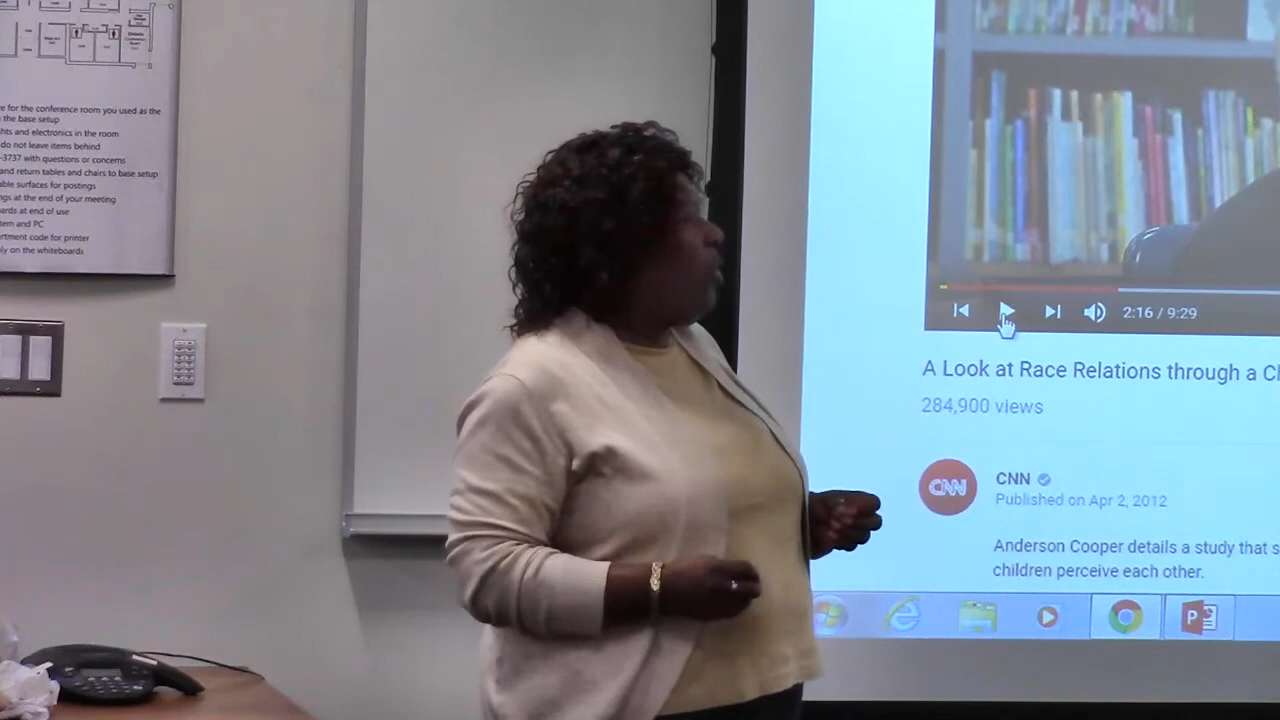 e for the conference room you used as the
the base setup
hts and electronics in the room
do not leave items behind
-3737 with questions or concerns
and return tables and chairs to base setup
able surfaces for postings
ngs at the end of your meeting
ards at end of use
tem and PC
rtment code for printer
ly on the whiteboards
2:16 / 9:29
A Look at Race Relations through a C
284,900 views
CNN
CNN
Published on Apr 2, 2012
Anderson Cooper details a study that s
children perceive each other.
P